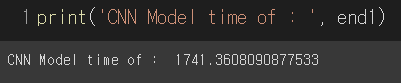 1 print('CNN Model time of : ', end1)
CNN Model time of :  1741.3608090877533